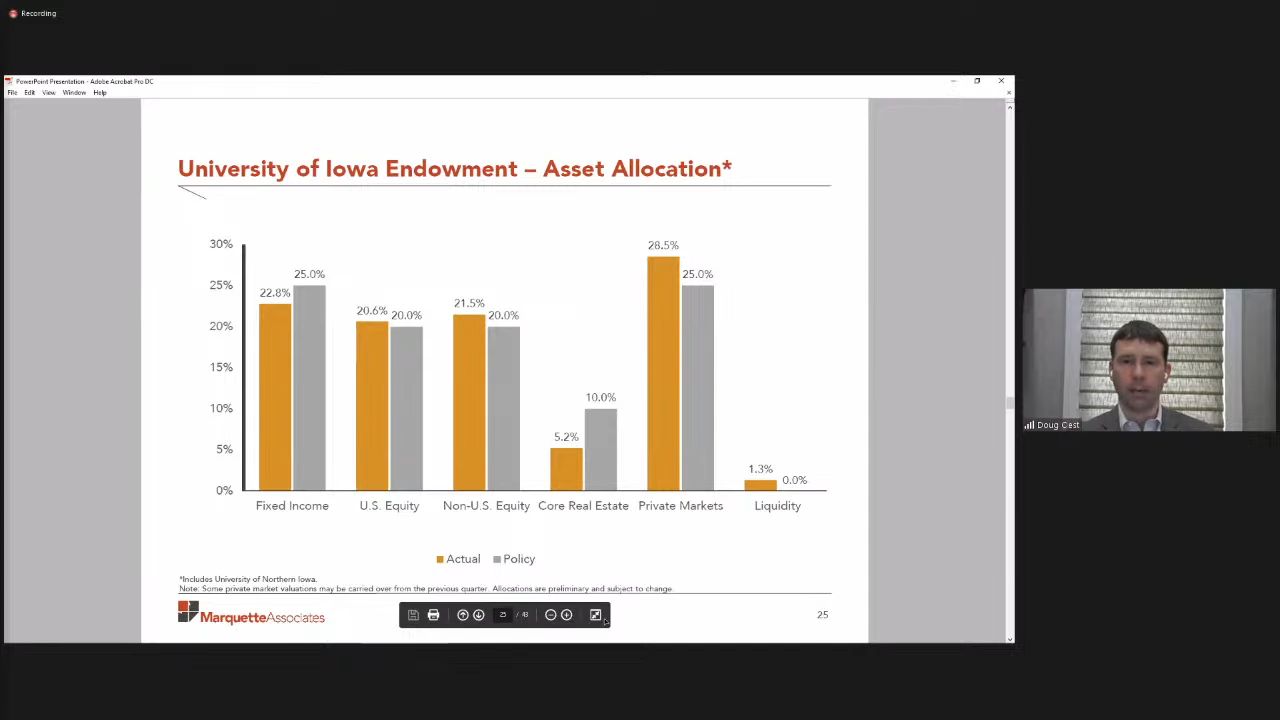 Recording
PowerPoint Presentation - Adobe Acrobat Pro DC
File Edit View Window Help
University of Iowa Endowment – Asset Allocation*
30%
25%
20%
15%
10%
5%
0%
22.8% 25.0%
20.6% 20.0%
21.5% 20.0%
5.2% 10.0%
28.5% 25.0%
1.3% 0.0%
Fixed Income U.S. Equity Non-U.S. Equity Core Real Estate Private Markets Liquidity
Actual Policy
*Includes University of Northern Iowa.
Note: Some private market valuations may be carried over from the previous quarter. Allocations are preliminary and subject to change.
MarquetteAssociates
25 / 43
25
Doug Cest